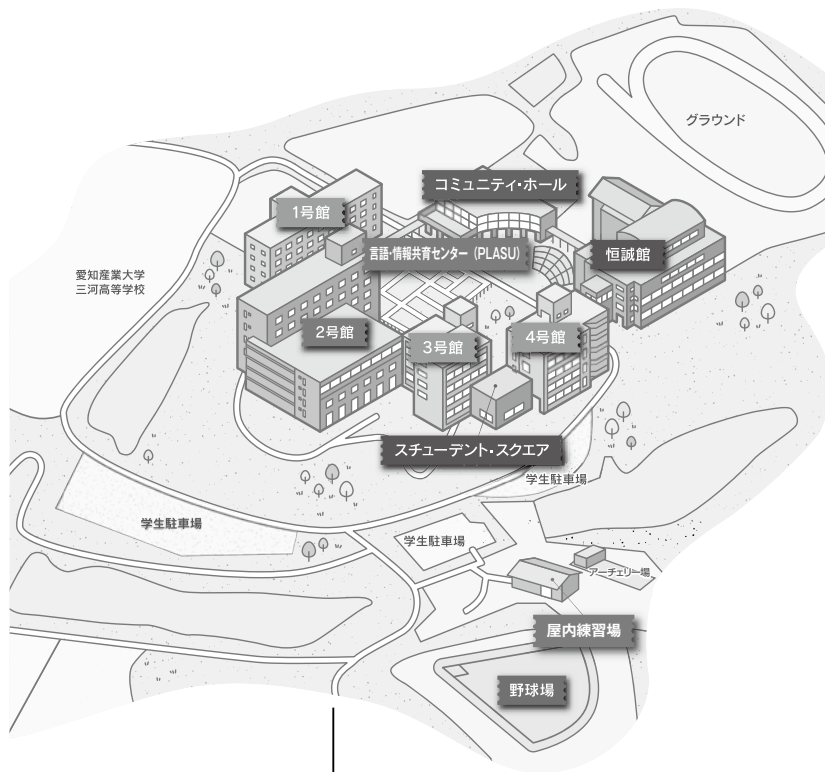 グラウンド
コミュニティ・ホール
1号館
言語・情報共育センター（PLASU）
恒誠館
愛知産業大学
三河高等学校
2号館
3号館
4号館
スチューデント・スクエア
学生駐車場
学生駐車場
学生駐車場
アーチェリー場
屋内練習場
野球場